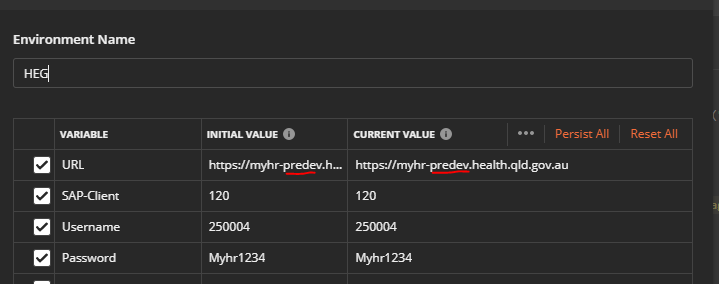 Environment Name
HEG
VARIABLE INITIAL VALUE i CURRENT VALUE i ••• Persist All Reset All
URL https://myhr-predev.h... https://myhr-predev.health.qld.gov.au
SAP-Client 120 120
Username 250004 250004
Password Myhr1234 Myhr1234